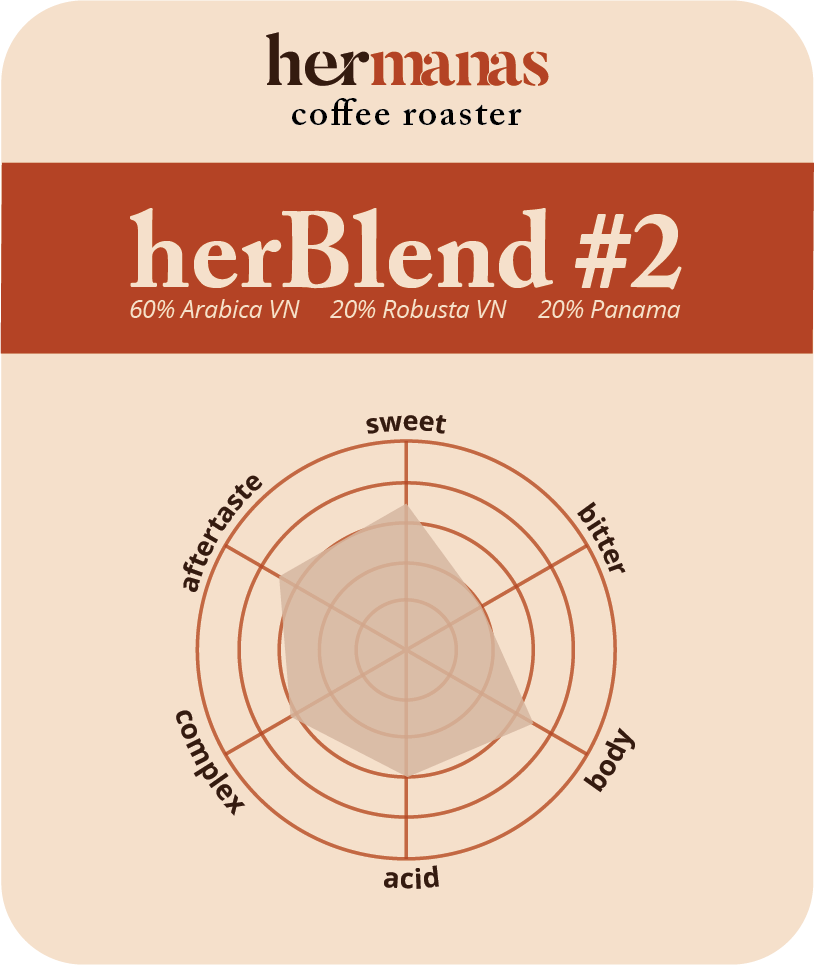 hermanas
coffee roaster
herBlend #2
60% Arabica VN 20% Robusta VN 20% Panama
sweet
bitter
body
acid
complex
aftertaste